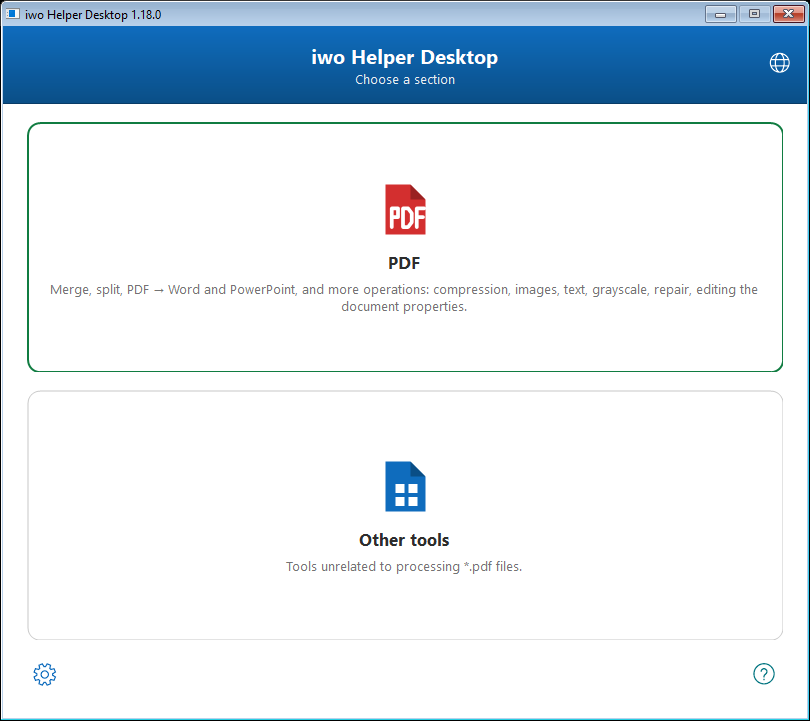 iwo Helper Desktop 1.18.0
iwo Helper Desktop
Choose a section
PDF
PDF
Merge, split, PDF → Word and PowerPoint, and more operations: compression, images, text, grayscale, repair, editing the
document properties.
Other tools
Tools unrelated to processing *.pdf files.
?